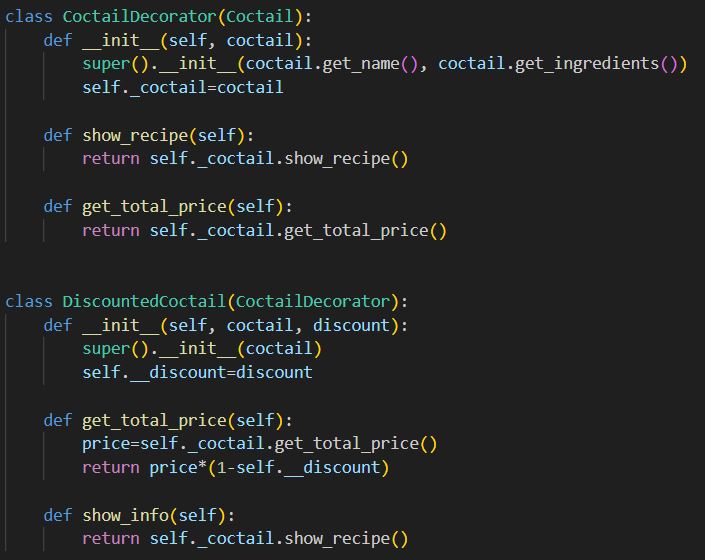 class CoctailDecorator(Coctail):
    def __init__(self, coctail):
        super().__init__(coctail.get_name(), coctail.get_ingredients())
        self._coctail=coctail
    def show_recipe(self):
        return self._coctail.show_recipe()
    def get_total_price(self):
        return self._coctail.get_total_price()
class DiscountedCoctail(CoctailDecorator):
    def __init__(self, coctail, discount):
        super().__init__(coctail)
        self.__discount=discount
    def get_total_price(self):
        price=self._coctail.get_total_price()
        return price*(1-self.__discount)
    def show_info(self):
        return self._coctail.show_recipe()